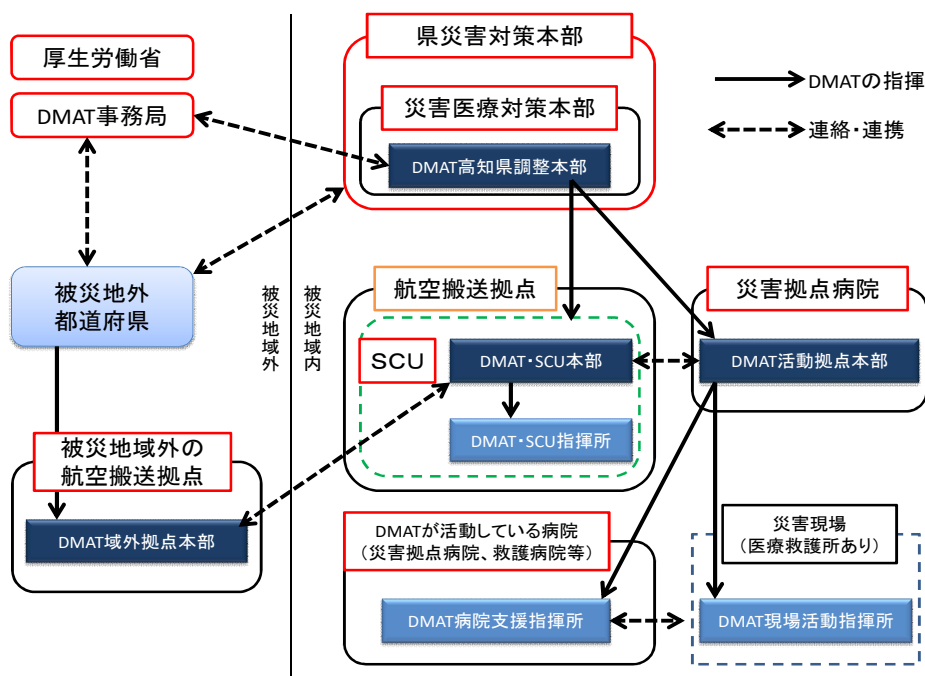 厚生労働省
DMAT事務局
県災害対策本部
災害医療対策本部
DMAT高知県調整本部
DMATの指揮
連絡・連携
被災地外
都道府県
被災地域外
被災地域内
航空搬送拠点
SCU
DMAT・SCU本部
DMAT・SCU指揮所
災害拠点病院
DMAT活動拠点本部
被災地域外の
航空搬送拠点
DMAT域外拠点本部
DMATが活動している病院
（災害拠点病院、救護病院等）
DMAT病院支援指揮所
災害現場
（医療救護所あり）
DMAT現場活動指揮所